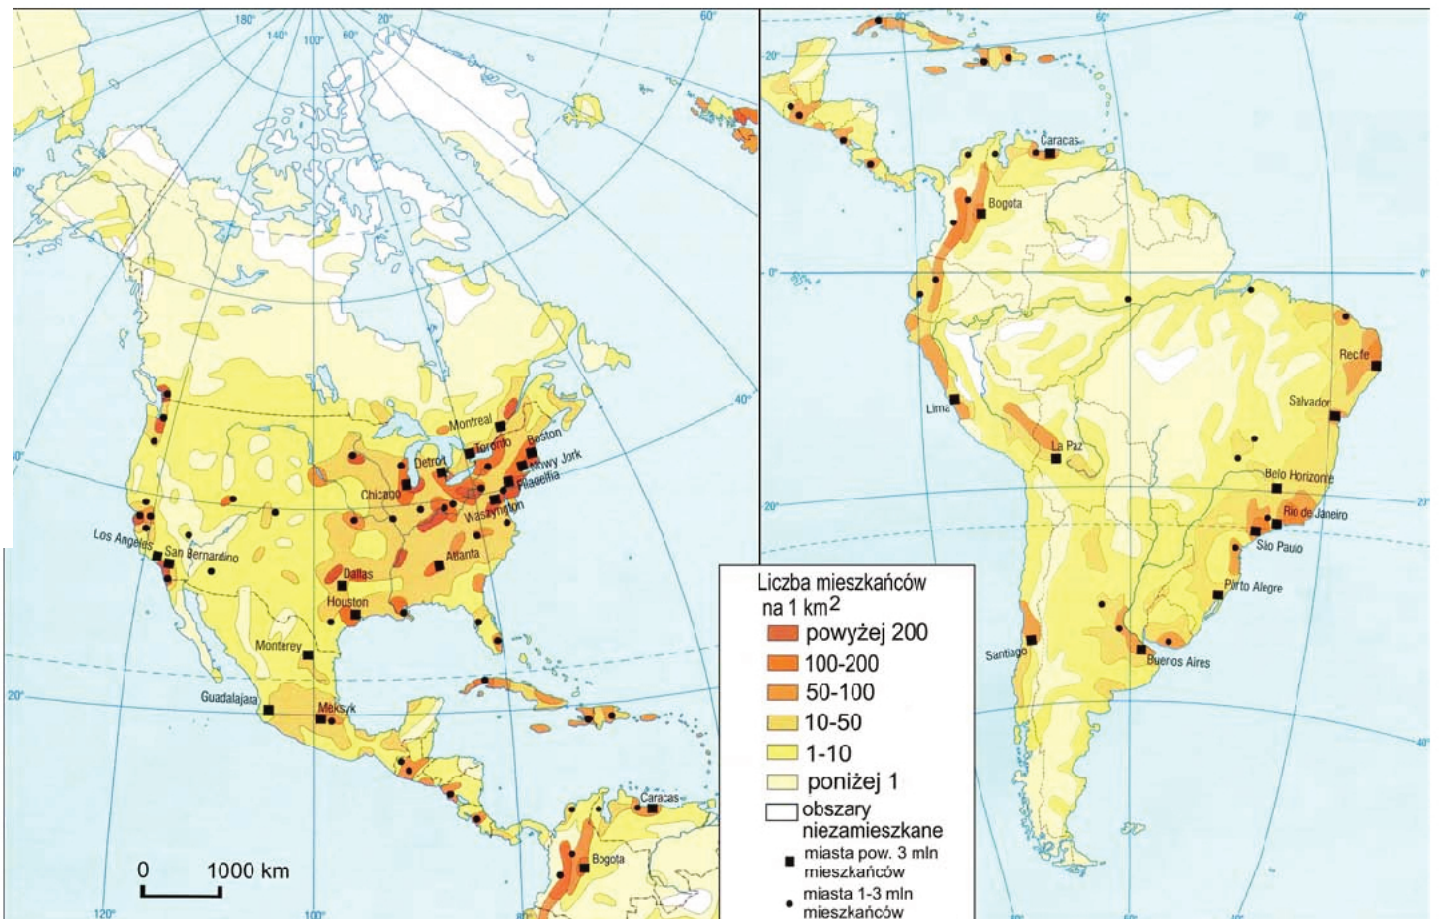 180°
160°
140°
100°
60°
20°
60°
40°
20°
Montreal
Toronto
Boston
Detroit
Nowy Jork
Filadelfia
Chicago
Waszyngton
Los Angeles
San Bernardino
Atlanta
Dallas
Houston
Monterey
Guadalajara
Meksyk
Caracas
Bogota
0 1000 km
120°
100°
80°
60°
40°
20°
Caracas
Bogota
0°
0°
Recife
Lima
Salvador
La Paz
Belo Horizonte
20°
Rio de Janeiro
São Paulo
Porto Alegre
Santiago
Buenos Aires
40°
Liczba mieszkańców
na 1 km2
powyżej 200
100-200
50-100
10-50
1-10
poniżej 1
obszary
niezamieszkane
miasta pow. 3 mln
mieszkańców
miasta 1-3 mln
mieszkańców